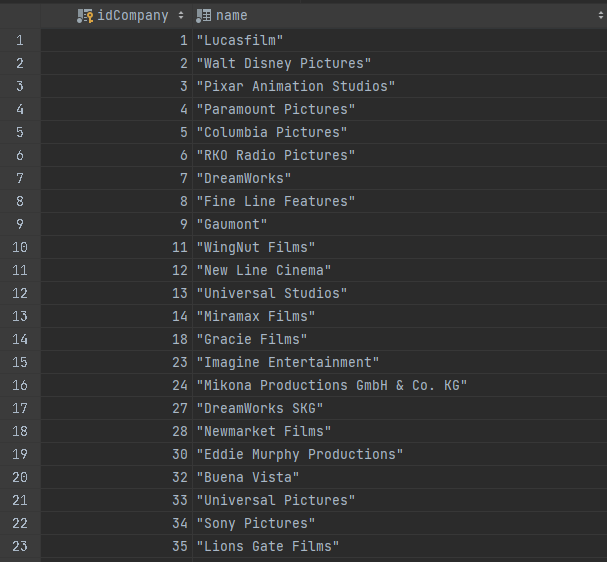 idCompany name
1 1 "Lucasfilm"
2 2 "Walt Disney Pictures"
3 3 "Pixar Animation Studios"
4 4 "Paramount Pictures"
5 5 "Columbia Pictures"
6 6 "RKO Radio Pictures"
7 7 "DreamWorks"
8 8 "Fine Line Features"
9 9 "Gaumont"
10 11 "WingNut Films"
11 12 "New Line Cinema"
12 13 "Universal Studios"
13 14 "Miramax Films"
14 18 "Gracie Films"
15 23 "Imagine Entertainment"
16 24 "Mikona Productions GmbH & Co. KG"
17 27 "DreamWorks SKG"
18 28 "Newmarket Films"
19 30 "Eddie Murphy Productions"
20 32 "Buena Vista"
21 33 "Universal Pictures"
22 34 "Sony Pictures"
23 35 "Lions Gate Films"